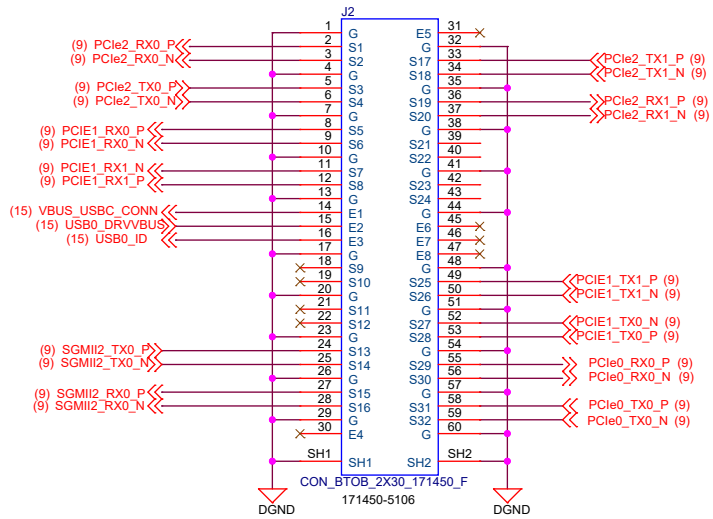 J2
1 G E5 31
(9) PCIe2_RX0_P 2 S1 G 32
(9) PCIe2_RX0_N 3 S2 S17 33 PCIe2_TX1_P (9)
4 G S18 34 PCIe2_TX1_N (9)
(9) PCIe2_TX0_P 5 S3 G 35
(9) PCIe2_TX0_N 6 S4 S19 36 PCIe2_RX1_P (9)
7 G S20 37 PCIe2_RX1_N (9)
(9) PCIE1_RX0_P 8 S5 G 38
(9) PCIE1_RX0_N 9 S6 S21 39
10 G S22 40
(9) PCIE1_RX1_N 11 S7 G 41
(9) PCIE1_RX1_P 12 S8 S23 42
13 G S24 43
(15) VBUS_USBC_CONN 14 E1 G 44
(15) USB0_DRVVBUS 15 E2 E6 45
(15) USB0_ID 16 E3 E7 46
17 G E8 47
18 S9 G 48
19 S10 S25 49 PCIE1_TX1_P (9)
20 G S26 50 PCIE1_TX1_N (9)
21 S11 G 51
22 S12 S27 52 PCIE1_TX0_N (9)
23 G S28 53 PCIE1_TX0_P (9)
(9) SGMII2_TX0_P 24 S13 G 54
(9) SGMII2_TX0_N 25 S14 S29 55 PCIe0_RX0_P (9)
26 G S30 56 PCIe0_RX0_N (9)
(9) SGMII2_RX0_P 27 S15 G 57
(9) SGMII2_RX0_N 28 S16 S31 58 PCIe0_TX0_P (9)
29 G S32 59 PCIe0_TX0_N (9)
30 E4 G 60
SH1 SH1 SH2 SH2
CON_BTOB_2X30_171450_F
171450-5106
DGND DGND